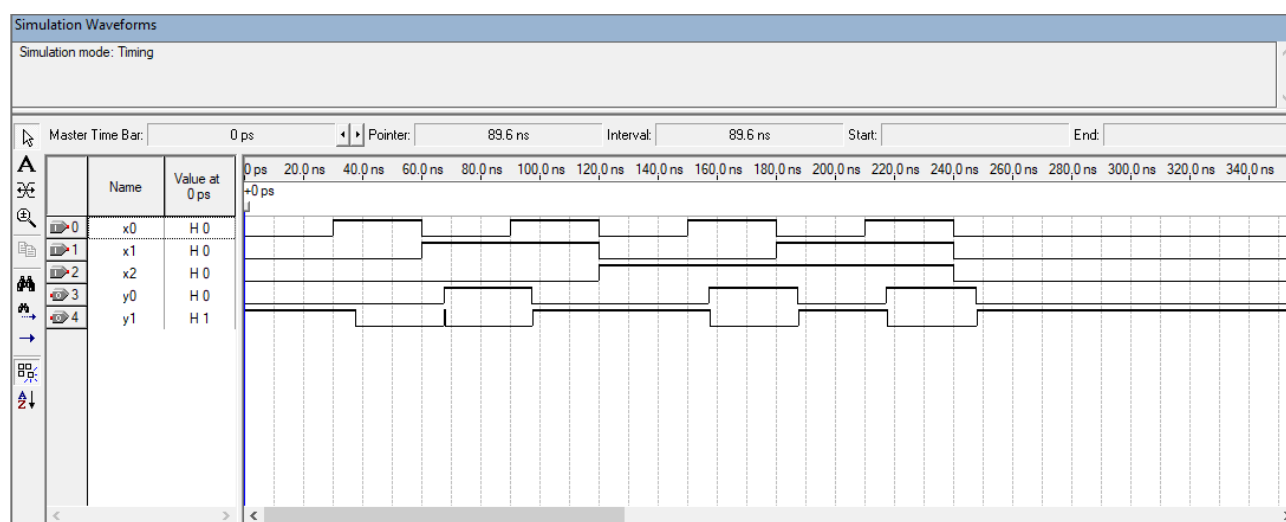 Simulation Waveforms
Simulation mode: Timing
Master Time Bar: 0 ps Pointer: 89.6 ns Interval: 89.6 ns Start: End:
Name Value at 0 ps 0 ps 20.0 ns 40.0 ns 60.0 ns 80.0 ns 100.0 ns 120.0 ns 140.0 ns 160.0 ns 180.0 ns 200.0 ns 220.0 ns 240.0 ns 260.0 ns 280.0 ns 300.0 ns 320.0 ns 340.0 ns
+0 ps
0 x0 H 0
1 x1 H 0
2 x2 H 0
3 y0 H 0
4 y1 H 1